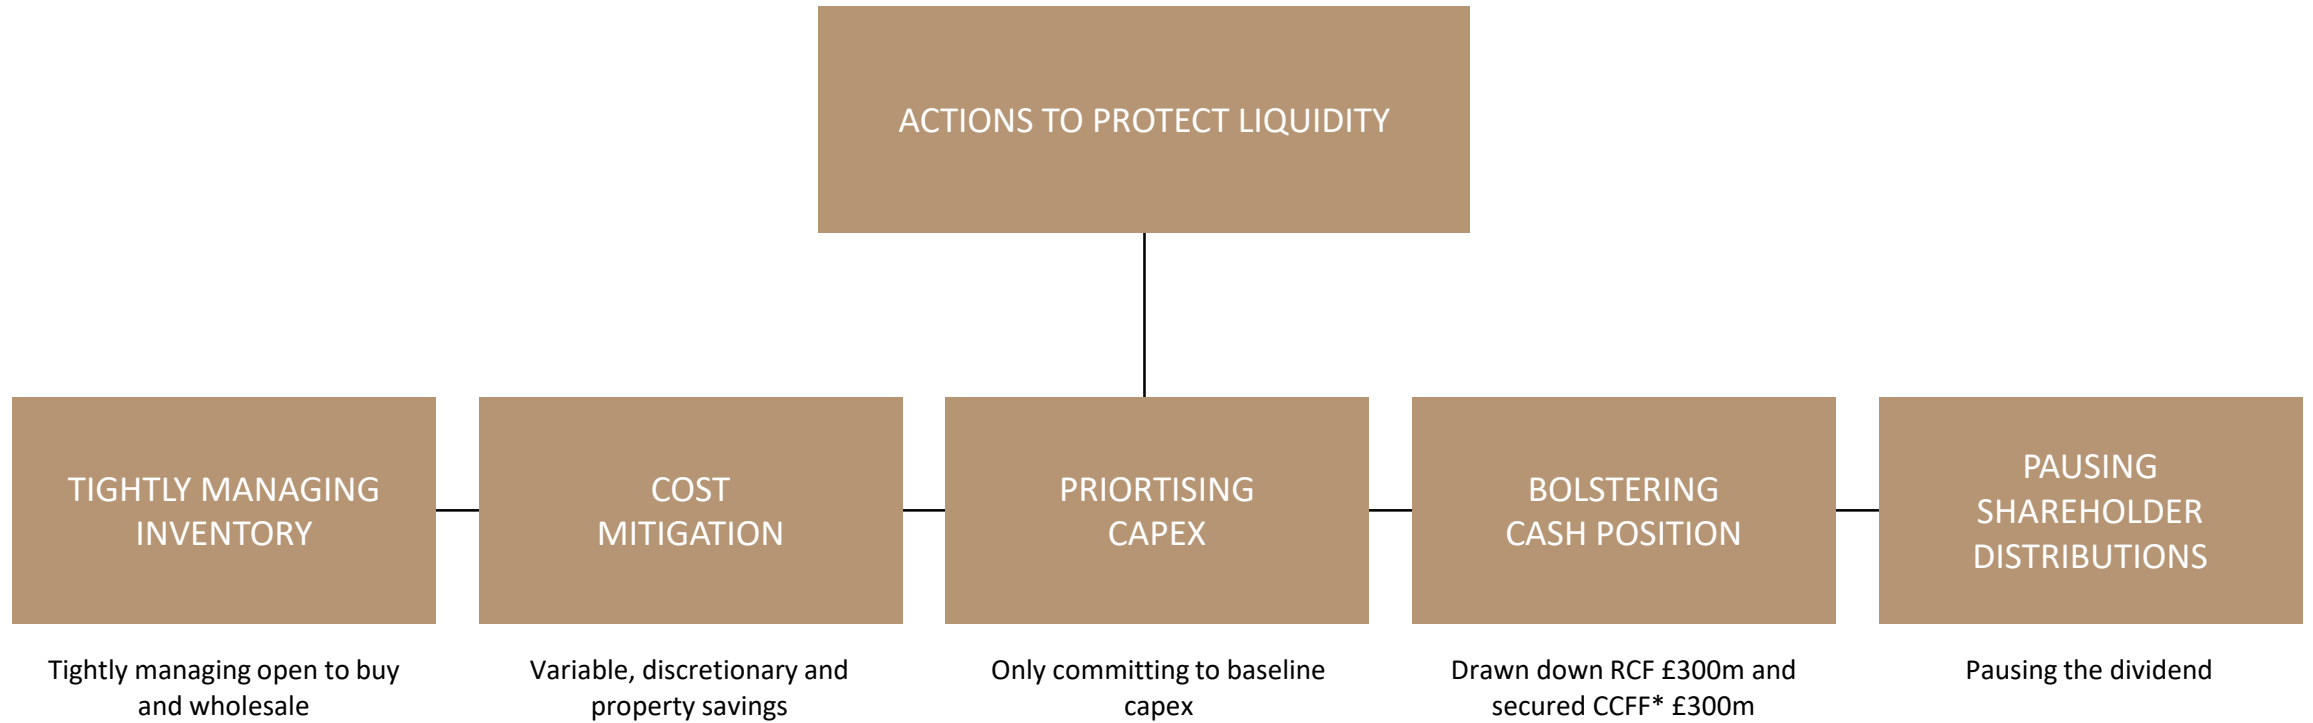 ACTIONS TO PROTECT LIQUIDITY
TIGHTLY MANAGING
INVENTORY
Tightly managing open to buy
and wholesale
COST
MITIGATION
Variable, discretionary and
property savings
PRIORTISING
CAPEX
Only committing to baseline
capex
BOLSTERING
CASH POSITION
Drawn down RCF £300m and
secured CCFF* £300m
PAUSING
SHAREHOLDER
DISTRIBUTIONS
Pausing the dividend